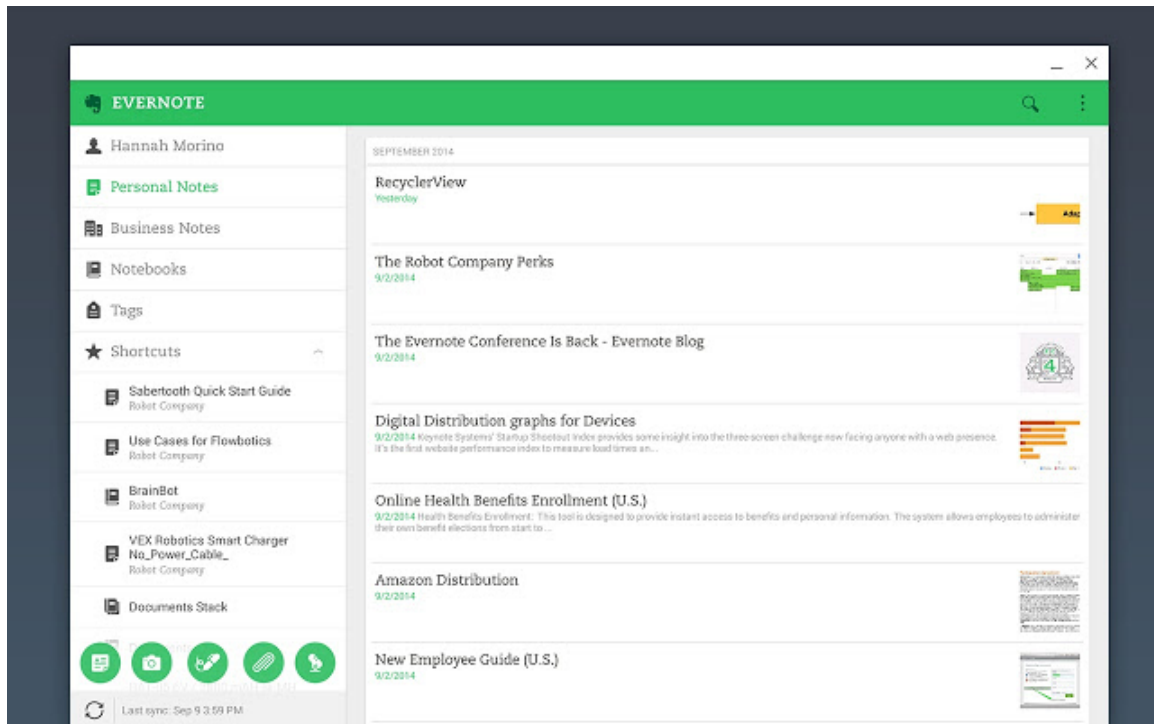 EVERNOTE
Hannah Morino
Personal Notes
Business Notes
Notebooks
Tags
Shortcuts
Sabertooth Quick Start Guide
Robot Company
Use Cases for Flowbotics
Robot Company
BrainBot
Robot Company
VEX Robotics Smart Charger
No_Power_Cable_
Robot Company
Documents Stack
Last sync: Sep 9 3:59 PM
SEPTEMBER 2014
RecyclerView
Yesterday
The Robot Company Perks
9/2/2014
The Evernote Conference Is Back - Evernote Blog
9/2/2014
4
Digital Distribution graphs for Devices
9/2/2014 Keynote Systems' Startup Shootout Index provides some insight into the three-screen challenge now facing anyone with a web presence.
It's the first website performance index to measure load times an...
Online Health Benefits Enrollment (U.S.)
9/2/2014 Health Benefits Enrollment: This tool is designed to provide instant access to benefits and personal information. The system allows employees to administer
their own benefit elections from start to...
Amazon Distribution
9/2/2014
New Employee Guide (U.S.)
9/2/2014